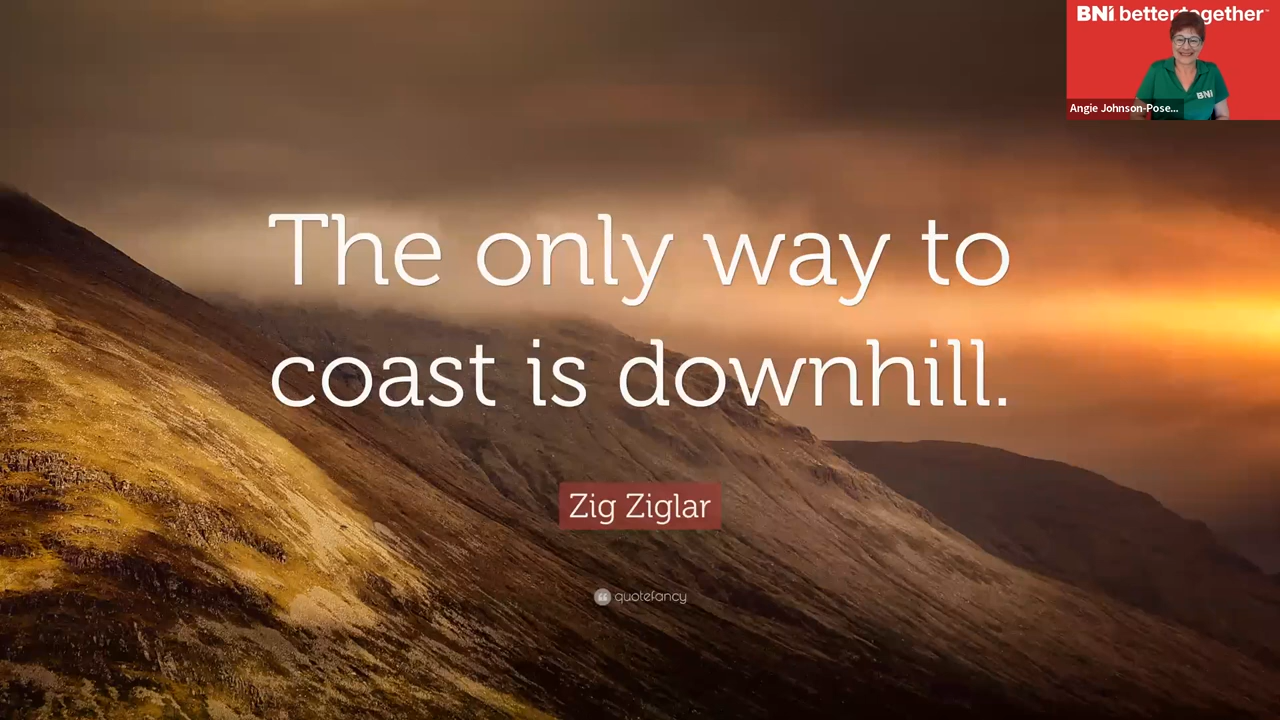 BNI bettertogether
BNI
Angie Johnson-Pose...
The only way to
coast is downhill.
Zig Ziglar
quotefancy